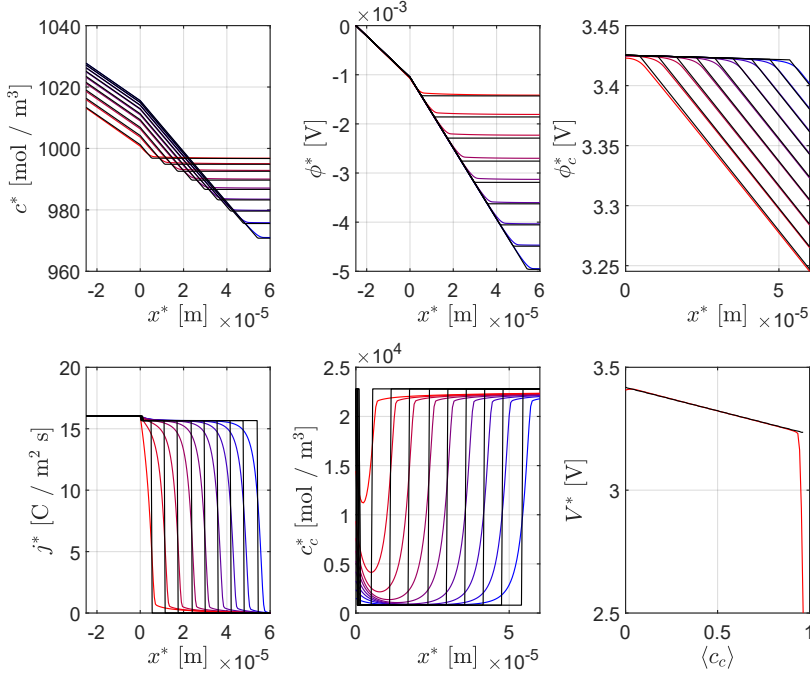 1040
1020
1000
980
960
-2 0 2 4 6
c* [mol / m³]
x* [m] ×10⁻⁵
×10⁻³
0
-1
-2
-3
-4
-5
-2 0 2 4 6
ϕ* [V]
x* [m] ×10⁻⁵
3.45
3.4
3.35
3.3
3.25
0 5
ϕ_c* [V]
x* [m] ×10⁻⁵
20
15
10
5
0
-2 0 2 4 6
j* [C / m² s]
x* [m] ×10⁻⁵
×10⁴
2.5
2
1.5
1
0.5
0
0 5
c_c* [mol / m³]
x* [m] ×10⁻⁵
3.5
3
2.5
0 0.5 1
V* [V]
⟨c_c⟩